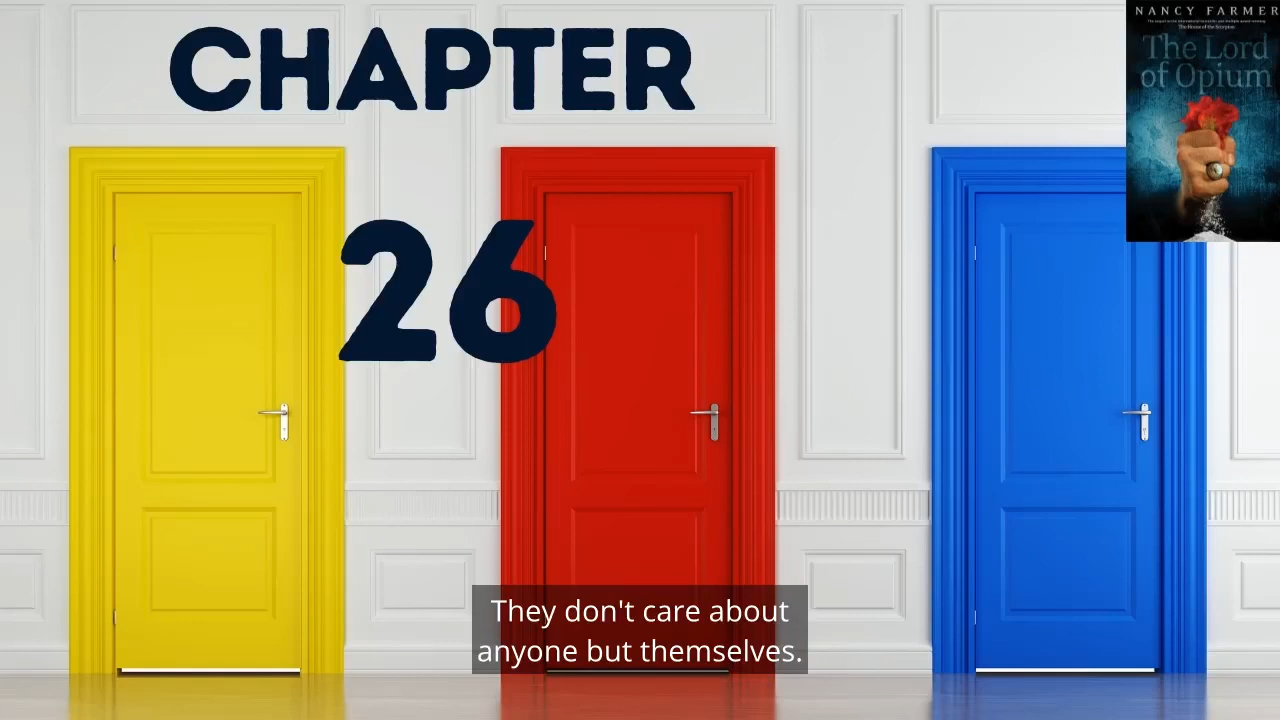 CHAPTER
26
NANCY FARMER
The Lord
of Opium
They don't care about
anyone but themselves.